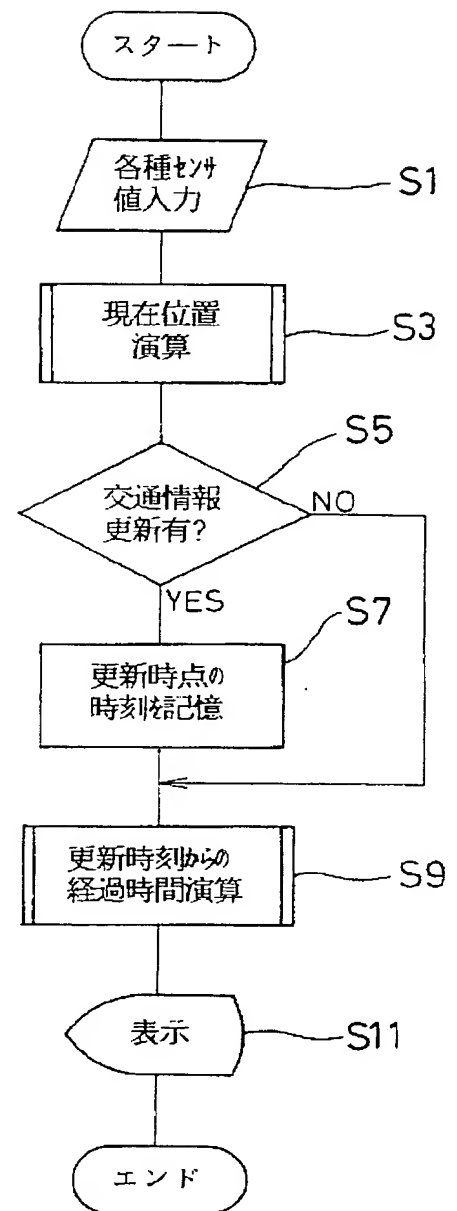 スタート
各種センサ
値入力
S1
現在位置
演算
S3
S5
交通情報
更新有?
NO
YES
S7
更新時点の
時刻を記憶
更新時刻からの
経過時間演算
S9
表示
S11
エンド